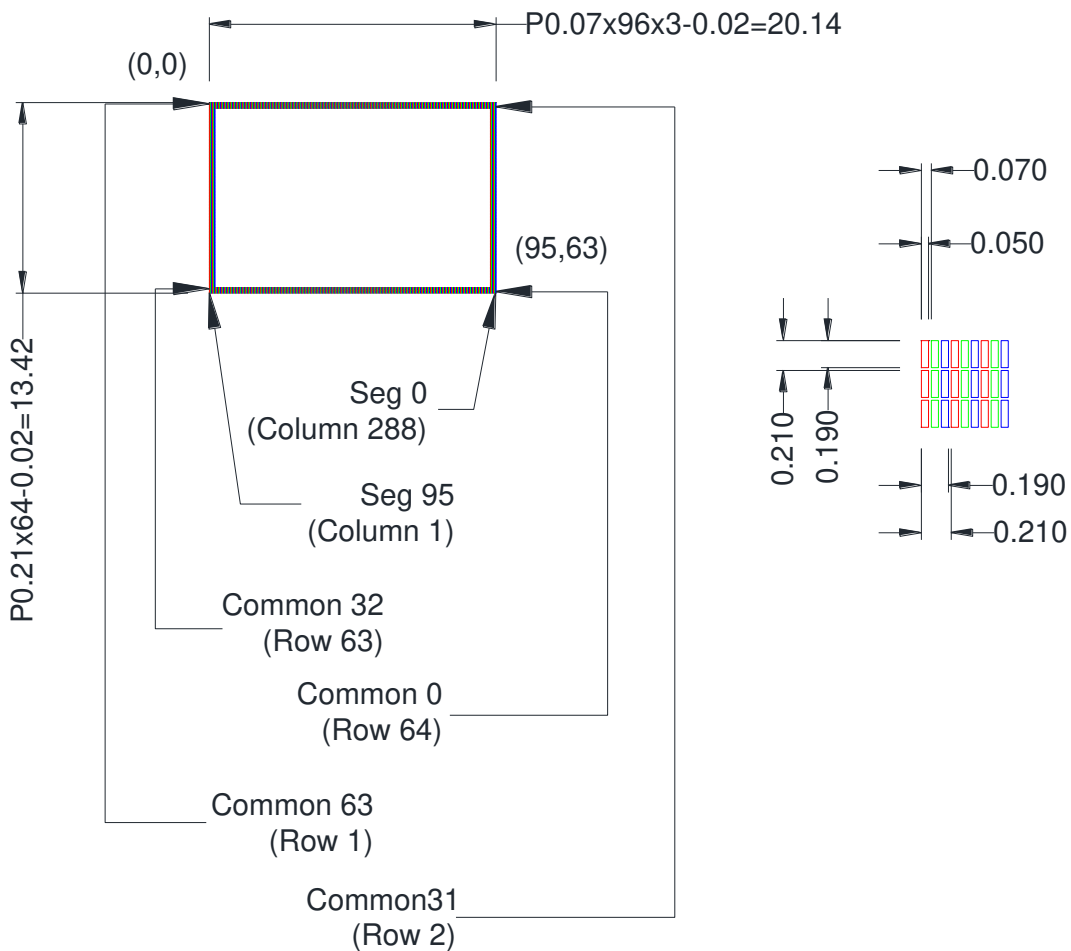 P0.07x96x3-0.02=20.14
(0,0)
(95,63)
P0.21x64-0.02=13.42
Seg 0
(Column 288)
Seg 95
(Column 1)
Common 32
(Row 63)
Common 0
(Row 64)
Common 63
(Row 1)
Common31
(Row 2)
0.070
0.050
0.210
0.190
0.190
0.210